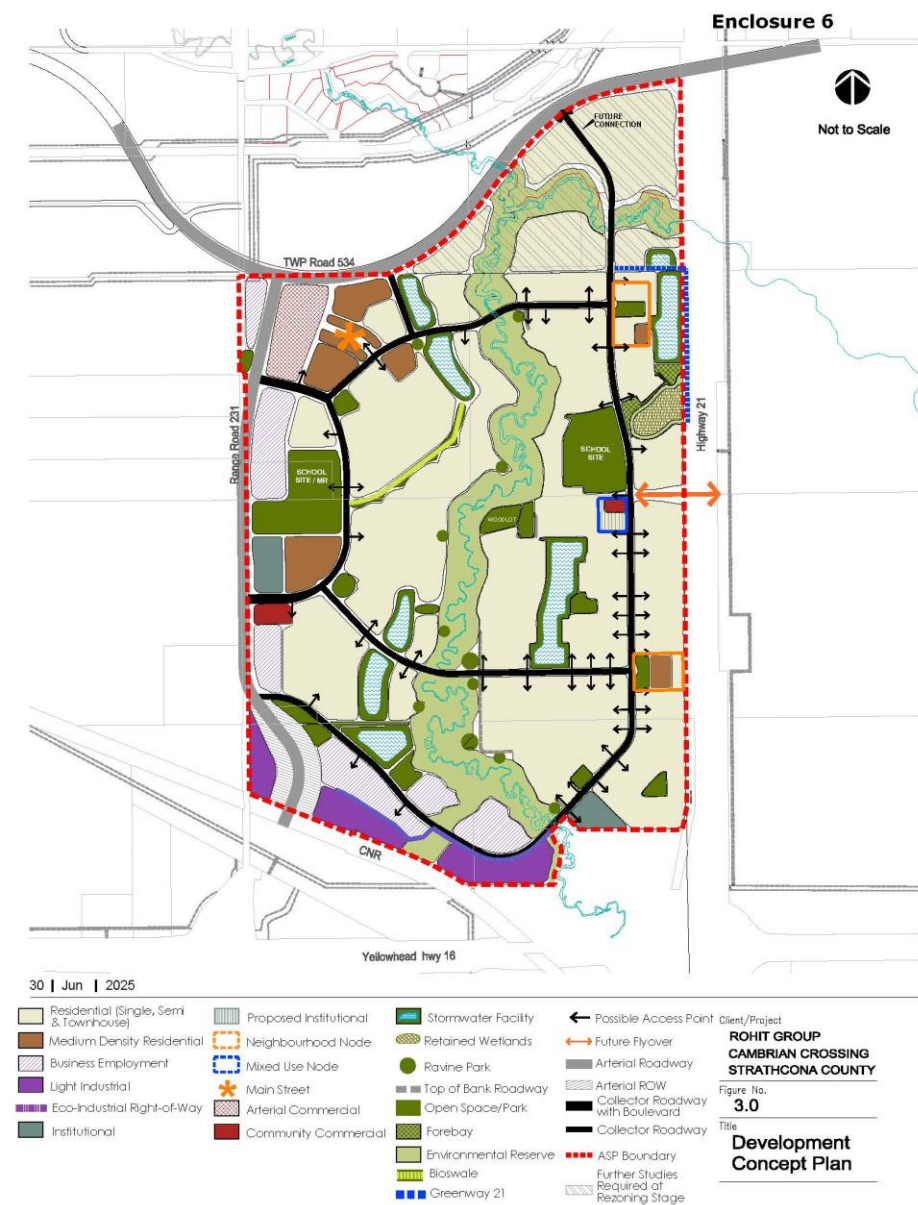 Enclosure 6
Not to Scale
FUTURE
CONNECTION
TWP Road 534
Range Road 231
Highway 21
SCHOOL
SITE / MR
SCHOOL
SITE
WOODLOT
CNR
Yellowhead hwy 16
30 | Jun | 2025
Residential (Single, Semi
& Townhouse)
Medium Density Residential
Business Employment
Light Industrial
Eco-Industrial Right-of-Way
Institutional
Proposed Institutional
Neighbourhood Node
Mixed Use Node
Main Street
Arterial Commercial
Community Commercial
Stormwater Facility
Retained Wetlands
Ravine Park
Top of Bank Roadway
Open Space/Park
Forebay
Environmental Reserve
Bioswale
Greenway 21
Possible Access Point
Future Flyover
Arterial Roadway
Arterial ROW
Collector Roadway
with Boulevard
Collector Roadway
ASP Boundary
Further Studies
Required at
Rezoning Stage
Client/Project
ROHIT GROUP
CAMBRIAN CROSSING
STRATHCONA COUNTY
Figure No.
3.0
Title
Development
Concept Plan